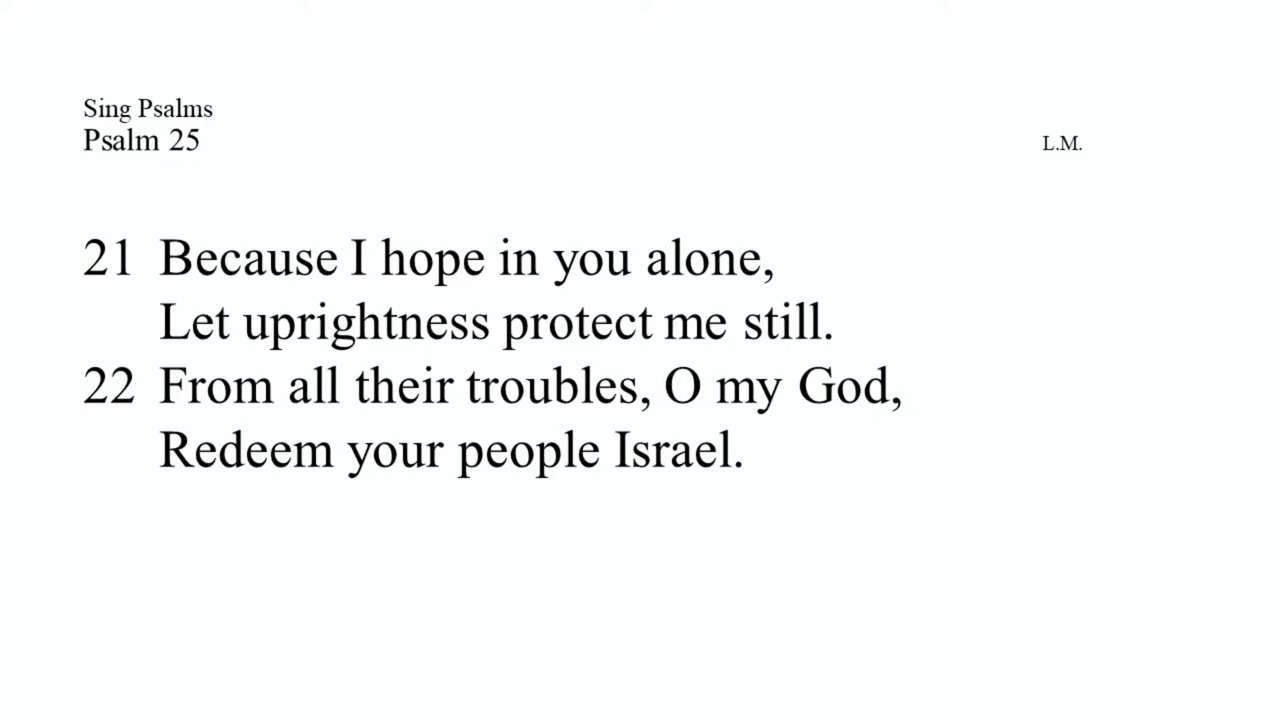 Sing Psalms
Psalm 25
L.M.
21 Because I hope in you alone,
Let uprightness protect me still.
22 From all their troubles, O my God,
Redeem your people Israel.